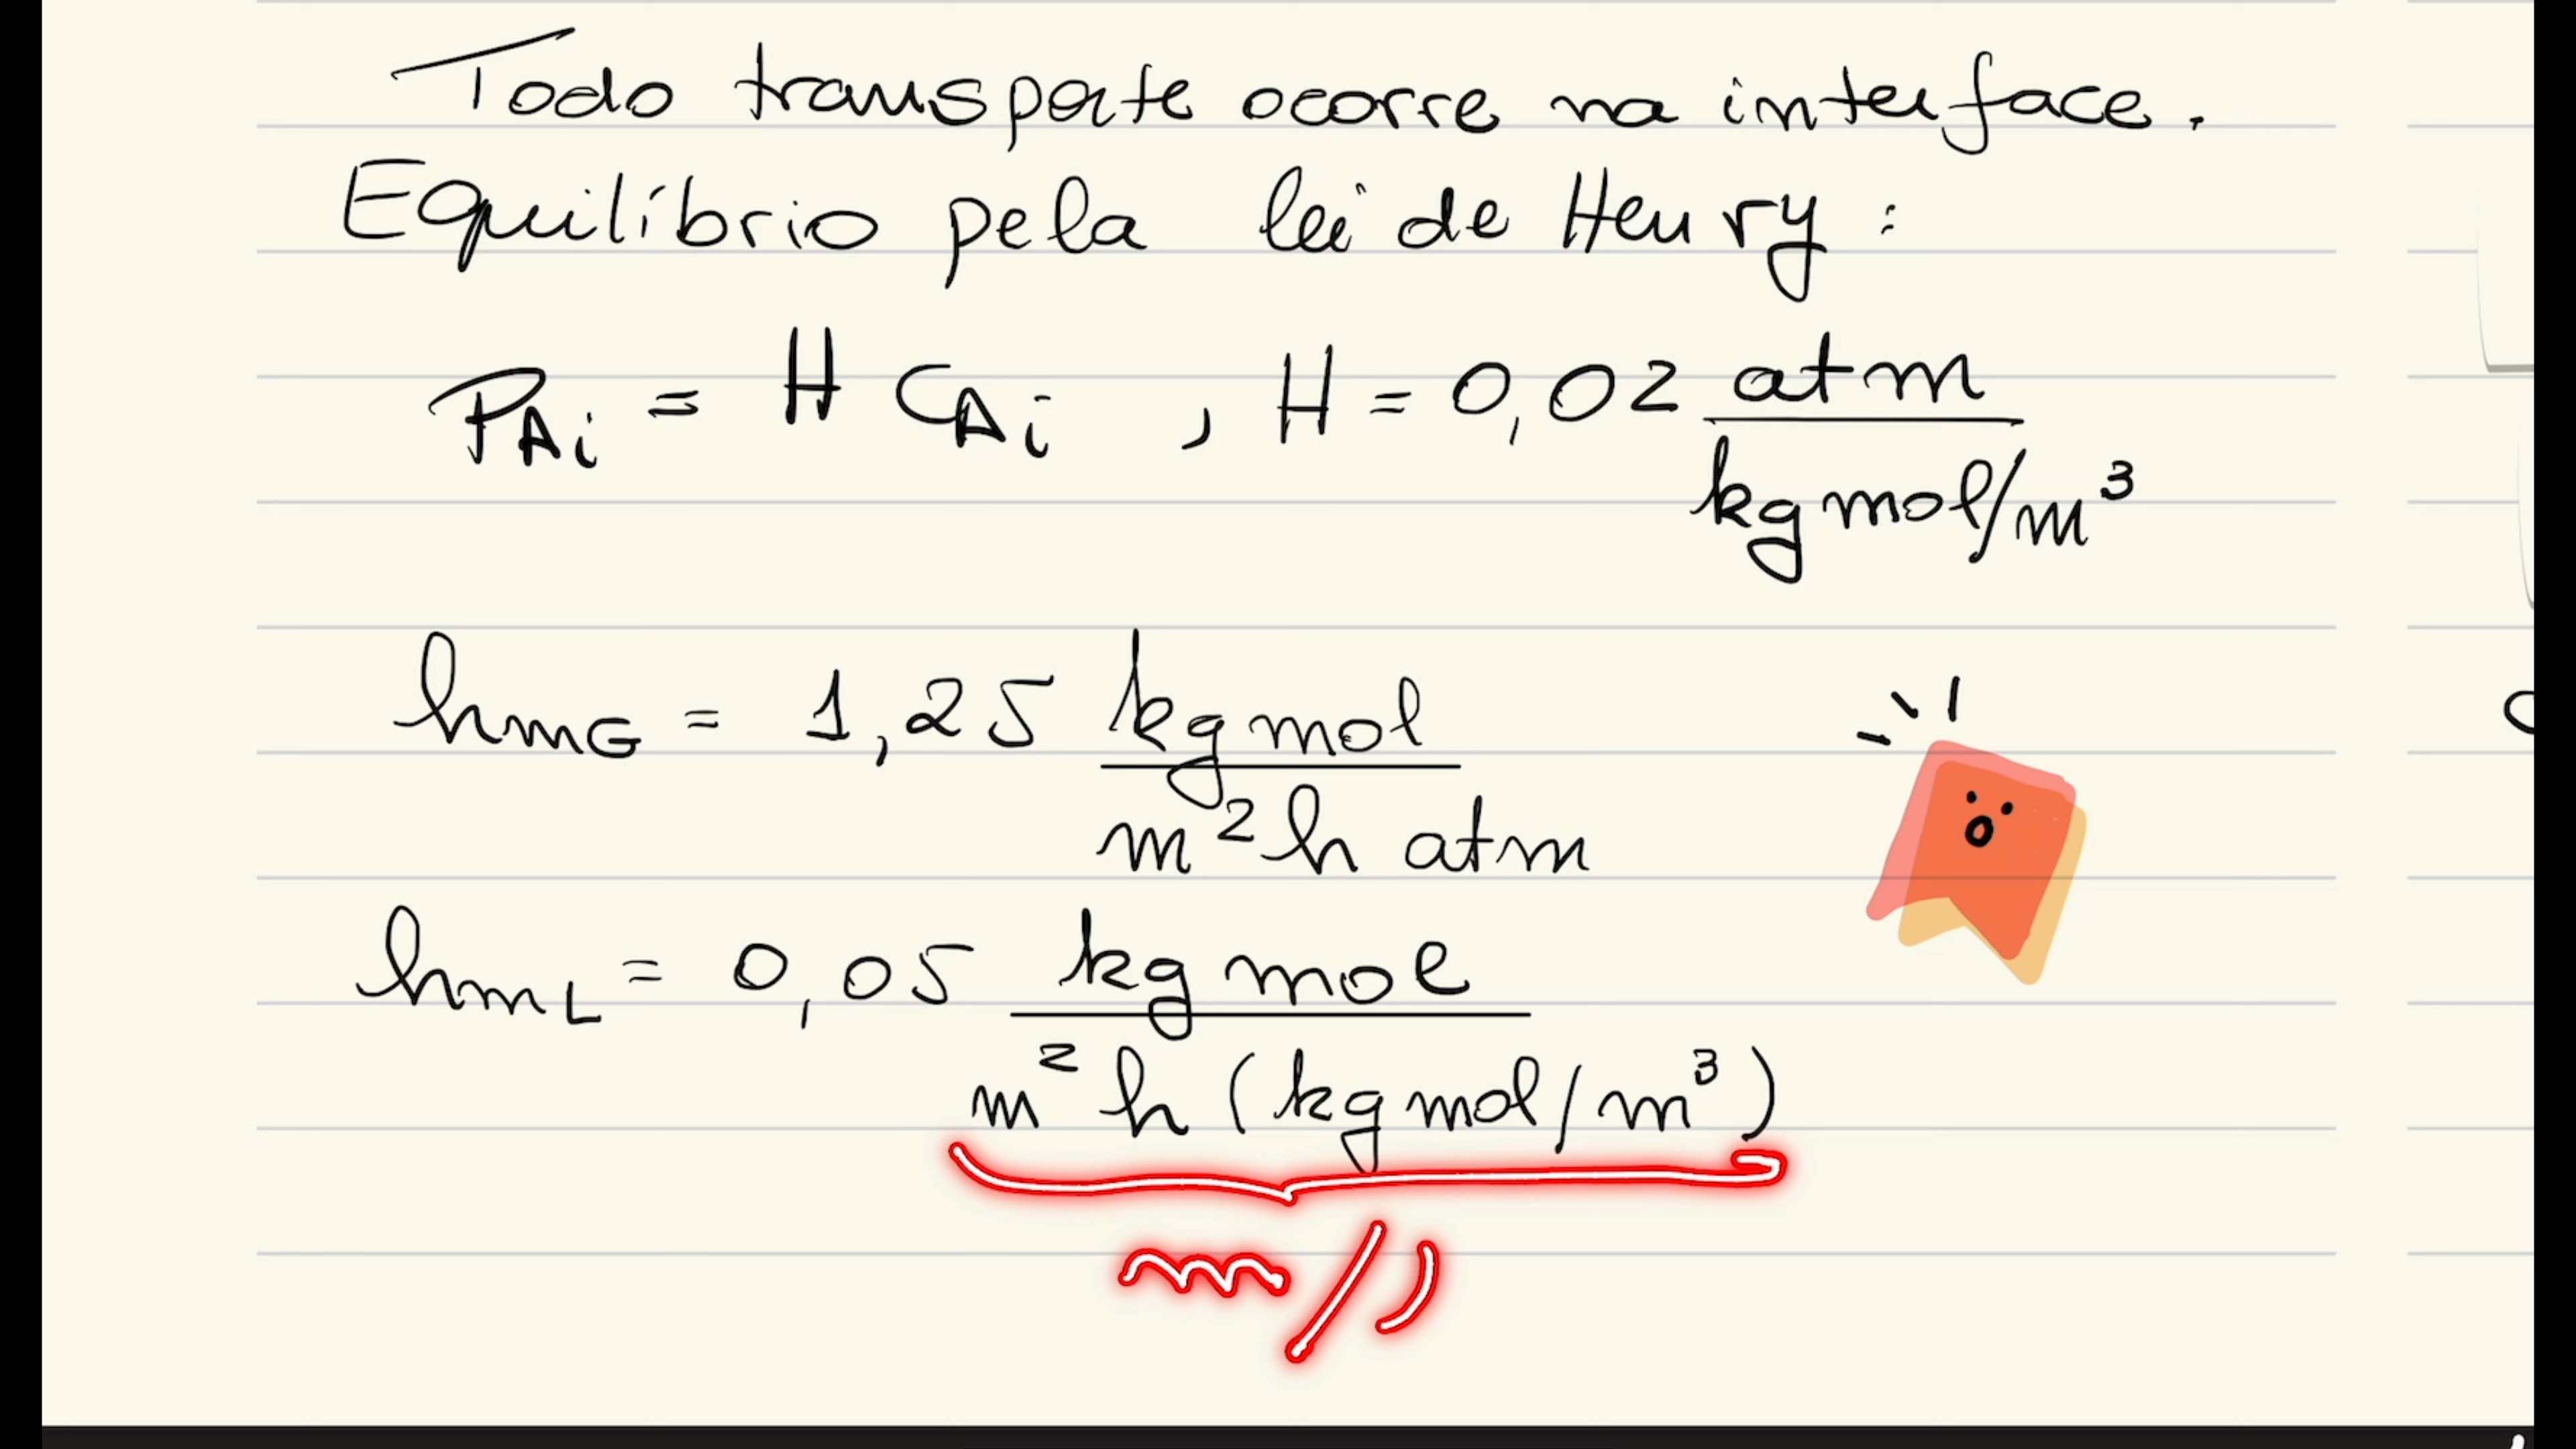 Todo transporte ocorre na interface.
Equilíbrio pela lei de Henry:
PAi = H CAi , H = 0,02 atm
kgmol/m³
hmG = 1,25 kgmol
m² h atm
hmL = 0,05 kgmol
m² h (kgmol/m³)
m/